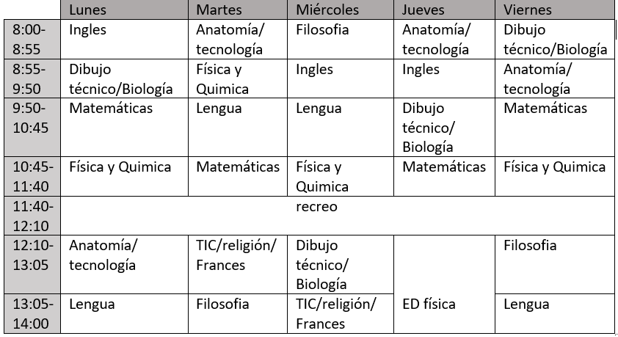 Lunes Martes Miércoles Jueves Viernes
8:00- Ingles Anatomía/ Filosofia Anatomía/ Dibujo
8:55 tecnología tecnología técnico/Biología
8:55- Dibujo Física y Ingles Ingles Anatomía/
9:50 técnico/Biología Quimica tecnología
9:50- Matemáticas Lengua Lengua Dibujo Matemáticas
10:45 técnico/
Biología
10:45- Física y Quimica Matemáticas Física y Matemáticas Física y Quimica
11:40 Quimica
11:40- recreo
12:10
12:10- Anatomía/ TIC/religión/ Dibujo Filosofia
13:05 tecnología Frances técnico/
Biología
13:05- Lengua Filosofia TIC/religión/ ED física Lengua
14:00 Frances